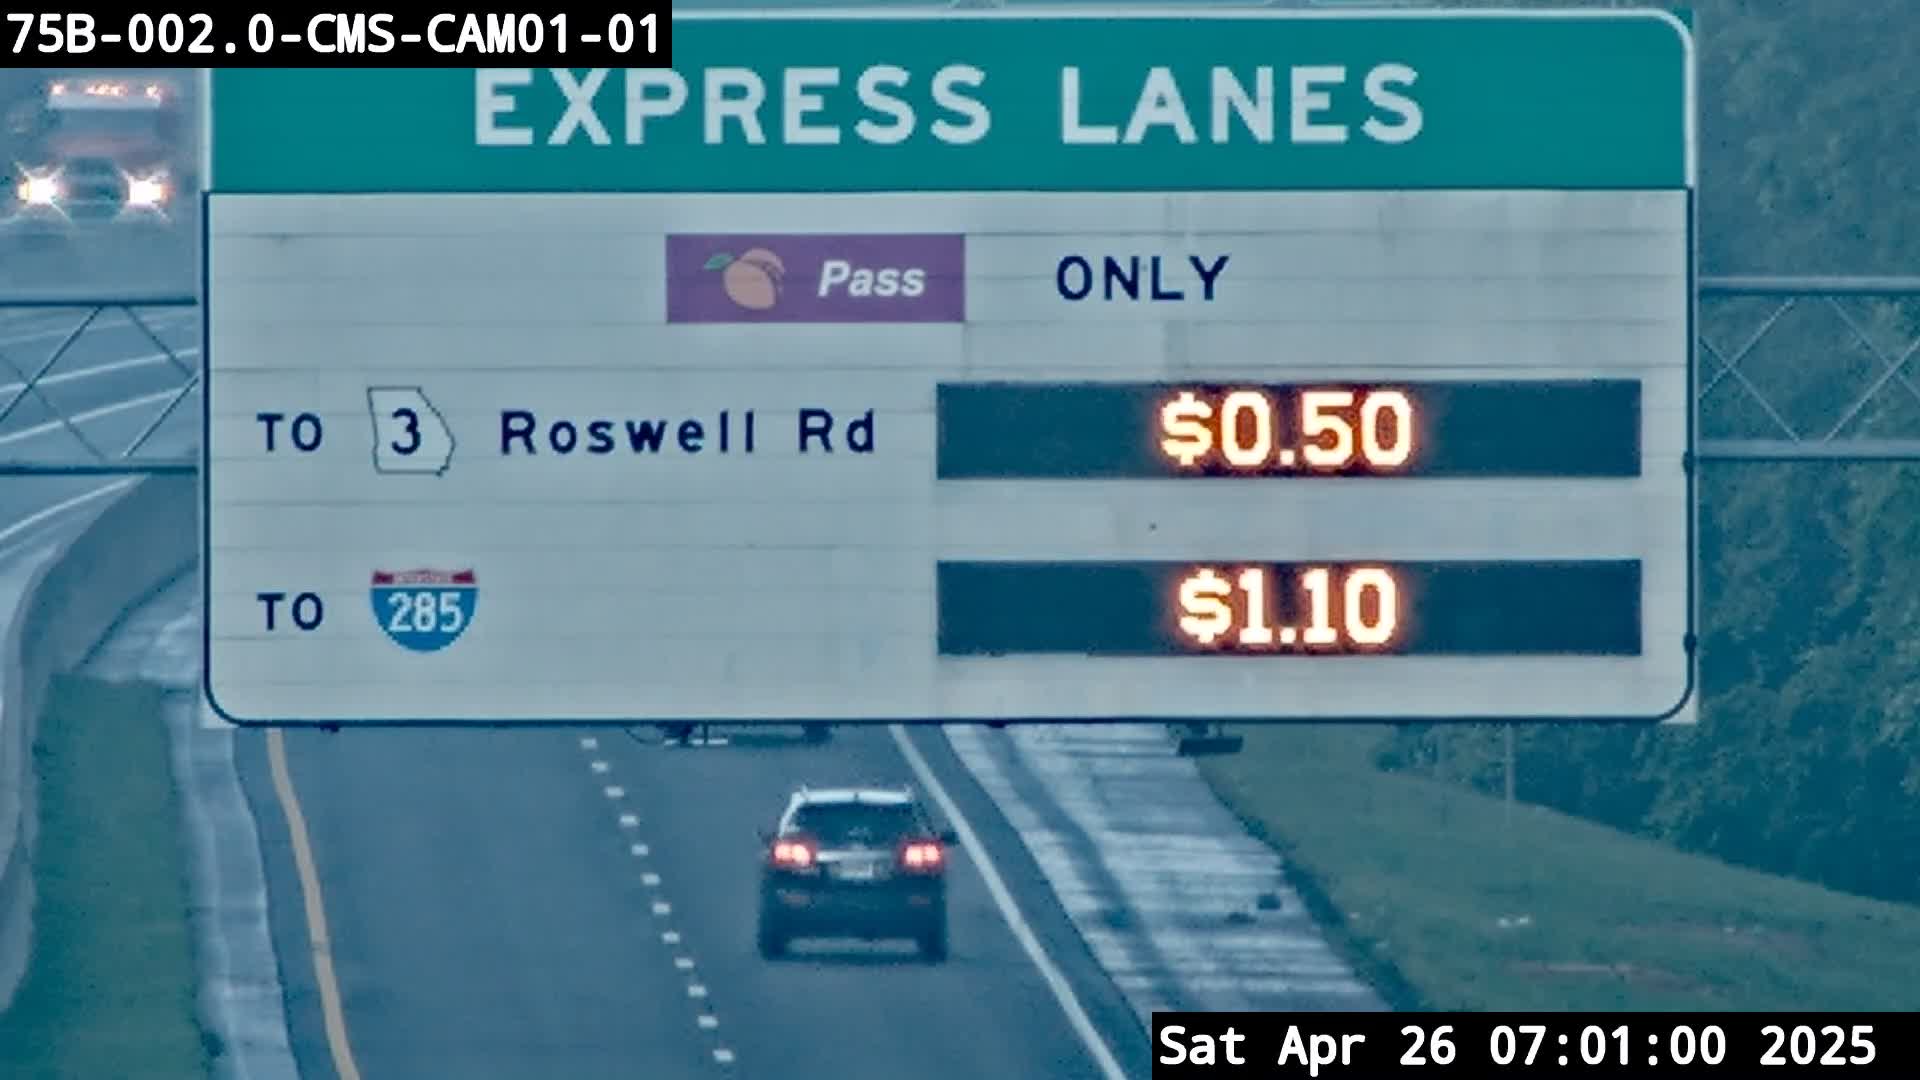 75B-002.0-CMS-CAM01-01
EXPRESS LANES
Pass ONLY
TO 3 Roswell Rd $0.50
TO 285 $1.10
Sat Apr 26 07:01:00 2025